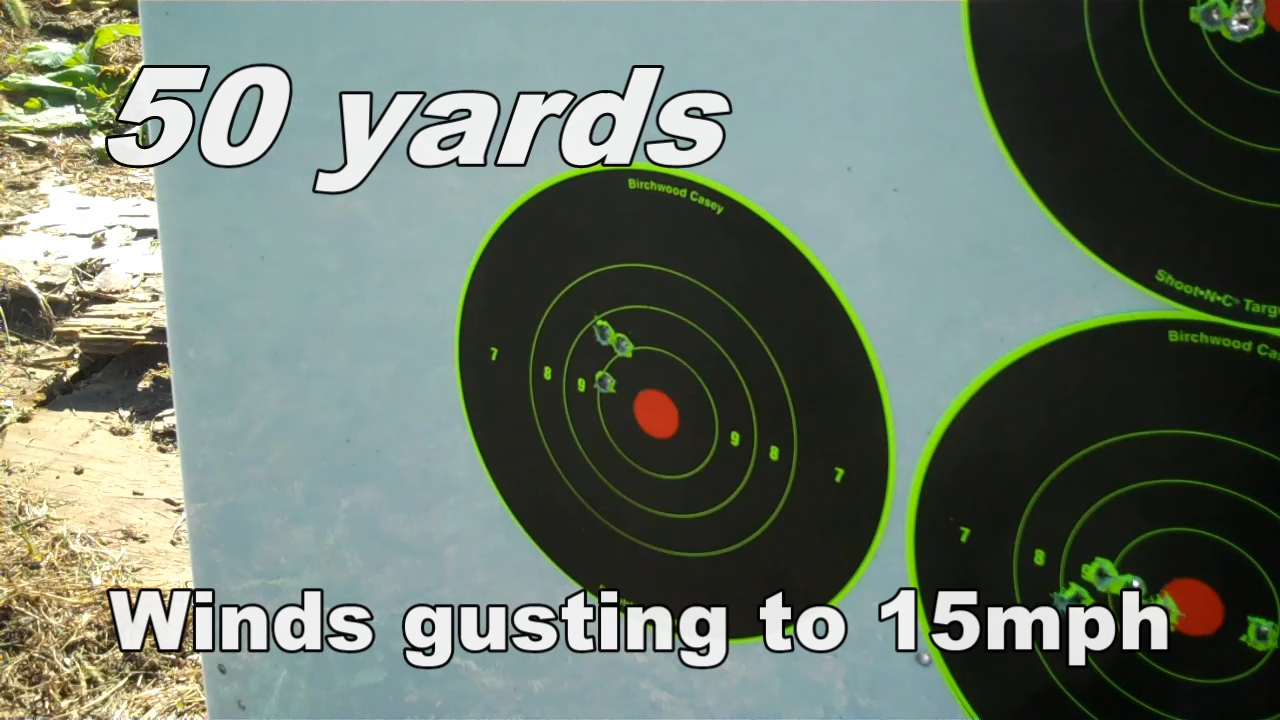 50 yards
Birchwood Casey
Shoot•N•C® Targ
Birchwood Ca
7
8
9
9
8
7
7
8
9
Winds gusting to 15mph